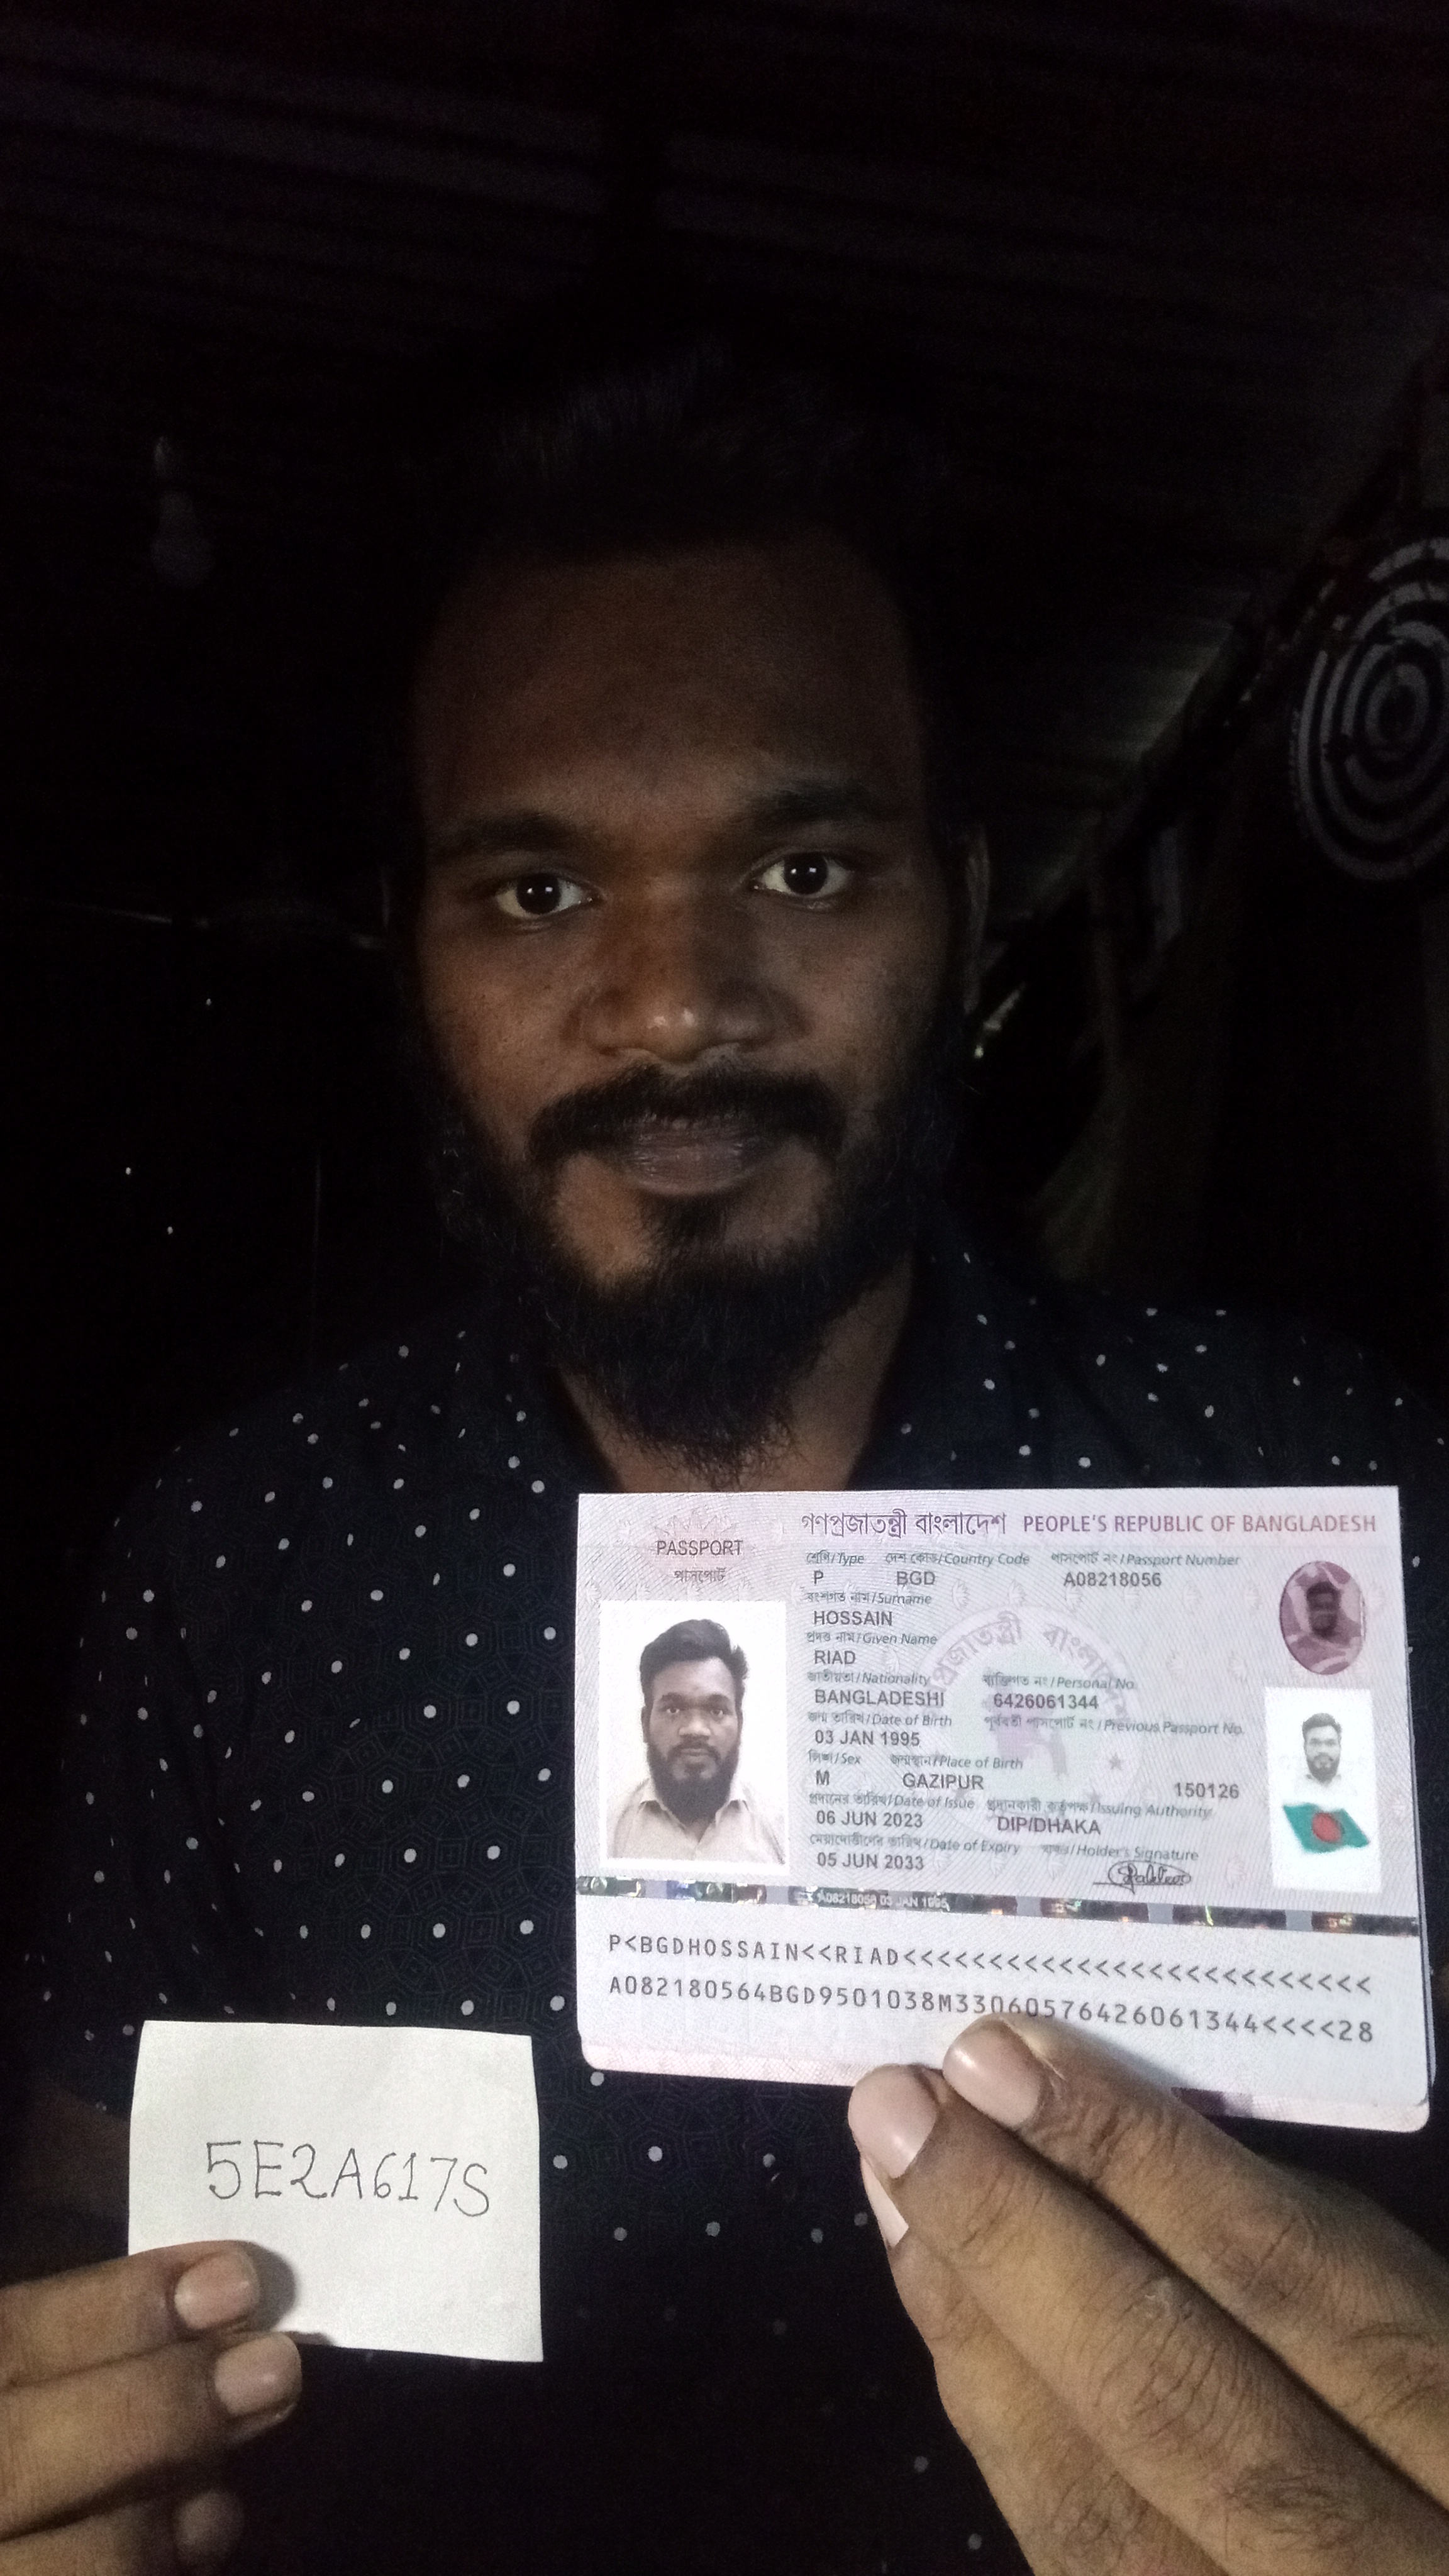 PASSPORT
পাসপোর্ট
গণপ্রজাতন্ত্রী বাংলাদেশ PEOPLE'S REPUBLIC OF BANGLADESH
শ্রেণি/Type দেশ কোড/Country Code পাসপোর্ট নং/Passport Number
P BGD A08218056
বংশগত নাম/Surname
HOSSAIN
প্রদত্ত নাম/Given Name
RIAD
জাতীয়তা/Nationality ব্যক্তিগত নং/Personal No.
BANGLADESHI 6426061344
জন্ম তারিখ/Date of Birth পূর্ববর্তী পাসপোর্ট নং/Previous Passport No.
03 JAN 1995
লিঙ্গ/Sex জন্মস্থান/Place of Birth
M GAZIPUR 150126
প্রদানের তারিখ/Date of Issue প্রদানকারী কর্তৃপক্ষ/Issuing Authority
06 JUN 2023 DIP/DHAKA
মেয়াদোত্তীর্ণের তারিখ/Date of Expiry স্বাক্ষর/Holder's Signature
05 JUN 2033
A08218056 03 JAN 1995
P<BGDHOSSAIN<<RIAD<<<<<<<<<<<<<<<<<<<<<<<<<<
A082180564BGD9501038M33060576426061344<<<<28
5E2A617S